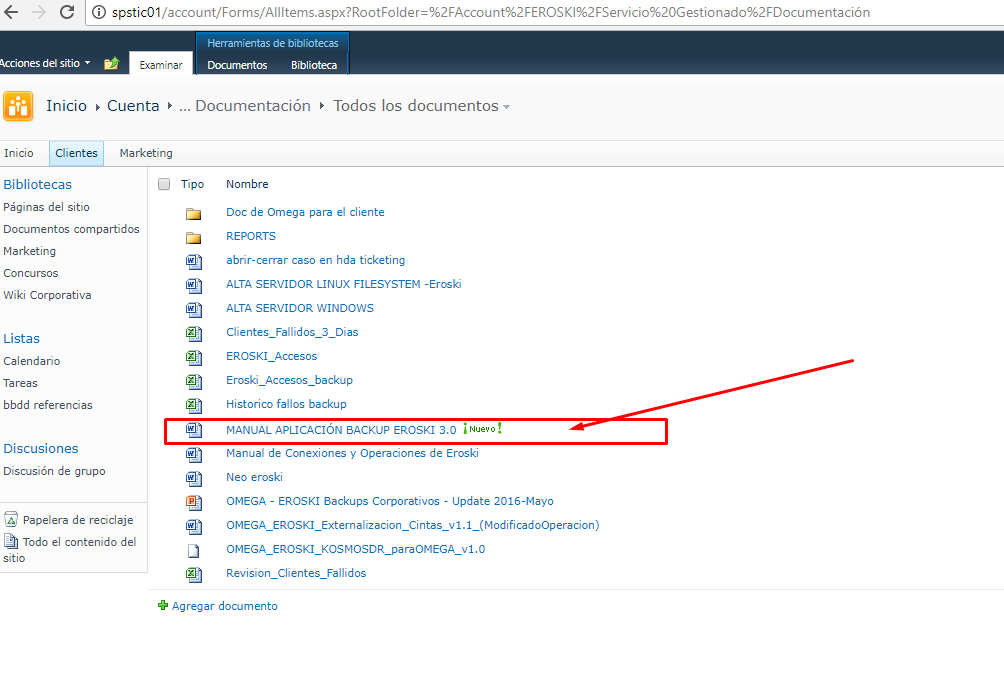 spstic01/account/Forms/AllItems.aspx?RootFolder=%2FAccount%2FEROSKI%2FServicio%20Gestionado%2FDocumentación
Herramientas de bibliotecas
Acciones del sitio
Examinar
Documentos
Biblioteca
Inicio Cuenta ... Documentación Todos los documentos
Inicio
Clientes
Marketing
Bibliotecas
Páginas del sitio
Documentos compartidos
Marketing
Concursos
Wiki Corporativa
Listas
Calendario
Tareas
bbdd referencias
Discusiones
Discusión de grupo
Papelera de reciclaje
Todo el contenido del
sitio
Tipo Nombre
Doc de Omega para el cliente
REPORTS
abrir-cerrar caso en hda ticketing
ALTA SERVIDOR LINUX FILESYSTEM -Eroski
ALTA SERVIDOR WINDOWS
Clientes_Fallidos_3_Dias
EROSKI_Accesos
Eroski_Accesos_backup
Historico fallos backup
MANUAL APLICACIÓN BACKUP EROSKI 3.0 ¡Nuevo!
Manual de Conexiones y Operaciones de Eroski
Neo eroski
OMEGA - EROSKI Backups Corporativos - Update 2016-Mayo
OMEGA_EROSKI_Externalizacion_Cintas_v1.1_(ModificadoOperacion)
OMEGA_EROSKI_KOSMOSDR_paraOMEGA_v1.0
Revision_Clientes_Fallidos
Agregar documento